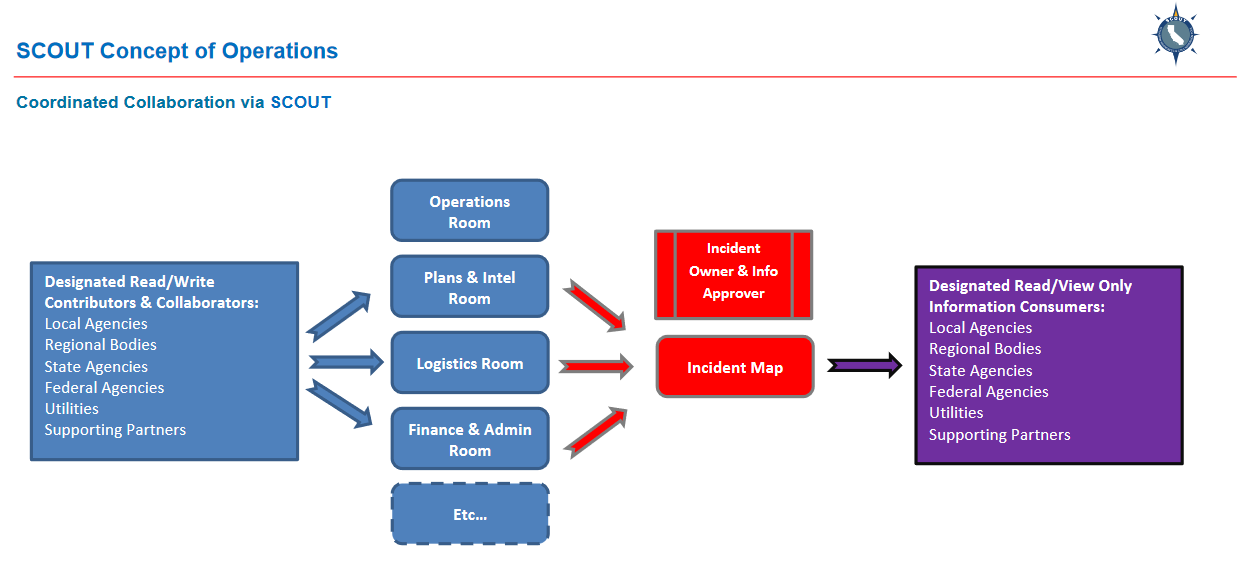 SCOUT Concept of Operations
SCOUT
Coordinated Collaboration via SCOUT
Designated Read/Write
Contributors & Collaborators:
Local Agencies
Regional Bodies
State Agencies
Federal Agencies
Utilities
Supporting Partners
Operations
Room
Plans & Intel
Room
Logistics Room
Finance & Admin
Room
Etc...
Incident
Owner & Info
Approver
Incident Map
Designated Read/View Only
Information Consumers:
Local Agencies
Regional Bodies
State Agencies
Federal Agencies
Utilities
Supporting Partners